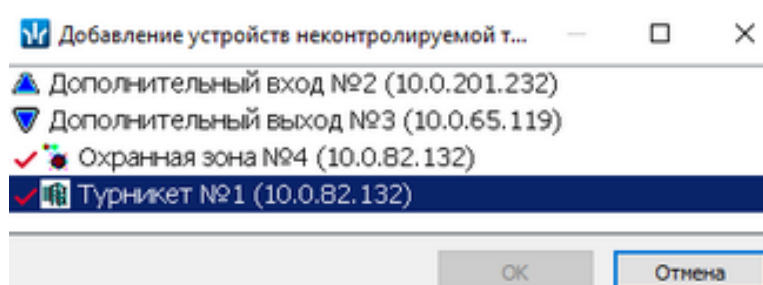 Добавление устройств неконтролируемой т...
Дополнительный вход №2 (10.0.201.232)
Дополнительный выход №3 (10.0.65.119)
Охранная зона №4 (10.0.82.132)
Турникет №1 (10.0.82.132)
ОК Отмена